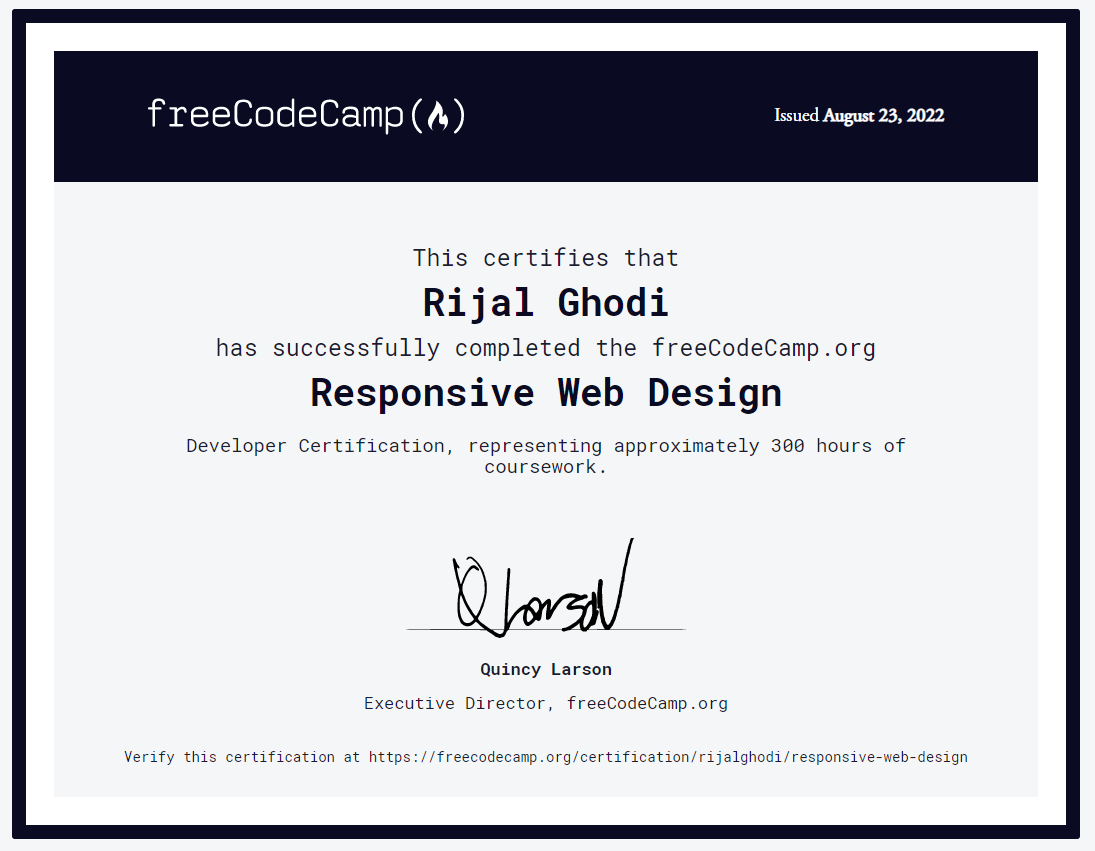 freeCodeCamp(🔥)
Issued August 23, 2022
This certifies that
Rijal Ghodi
has successfully completed the freeCodeCamp.org
Responsive Web Design
Developer Certification, representing approximately 300 hours of
coursework.
Q Larson
Quincy Larson
Executive Director, freeCodeCamp.org
Verify this certification at https://freecodecamp.org/certification/rijalghodi/responsive-web-design